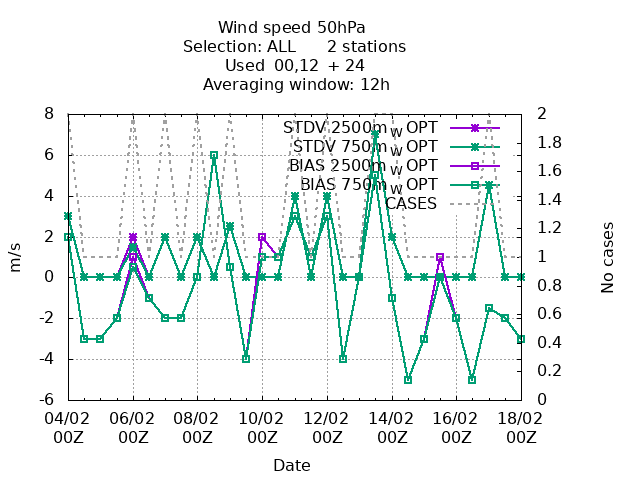 Wind speed 50hPa
Selection: ALL 2 stations
Used 00,12 + 24
Averaging window: 12h
8
6
4
2
0
-2
-4
-6
m/s
2
1.8
1.6
1.4
1.2
1
0.8
0.6
0.4
0.2
0
No cases
STDV 2500m_W OPT
STDV 750m_W OPT
BIAS 2500m_W OPT
BIAS 750m_W OPT
CASES
04/02 06/02 08/02 10/02 12/02 14/02 16/02 18/02
00Z 00Z 00Z 00Z 00Z 00Z 00Z 00Z
Date